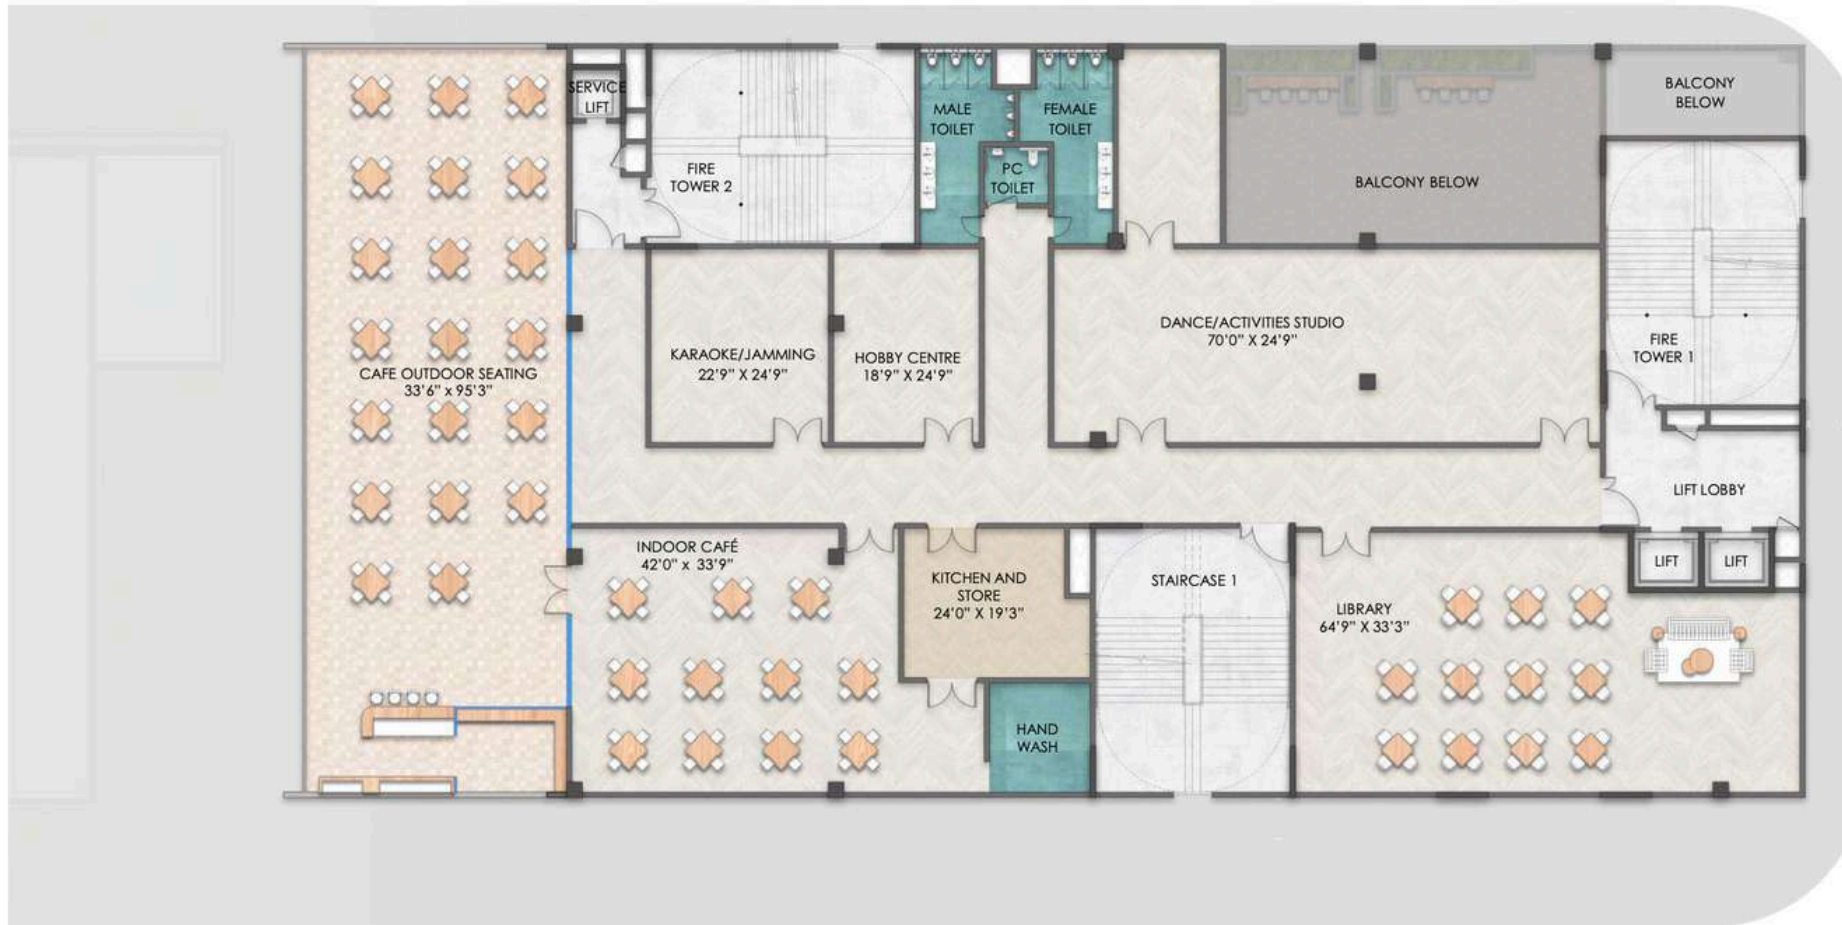 SERVICE
LIFT
MALE
TOILET
FEMALE
TOILET
BALCONY
BELOW
FIRE
TOWER 2
PC
TOILET
BALCONY BELOW
KARAOKE/JAMMING
22'9" X 24'9"
HOBBY CENTRE
18'9" X 24'9"
DANCE/ACTIVITIES STUDIO
70'0" X 24'9"
FIRE
TOWER 1
CAFE OUTDOOR SEATING
33'6" x 95'3"
LIFT LOBBY
INDOOR CAFÉ
42'0" x 33'9"
KITCHEN AND
STORE
24'0" X 19'3"
STAIRCASE 1
LIBRARY
64'9" X 33'3"
LIFT
LIFT
HAND
WASH